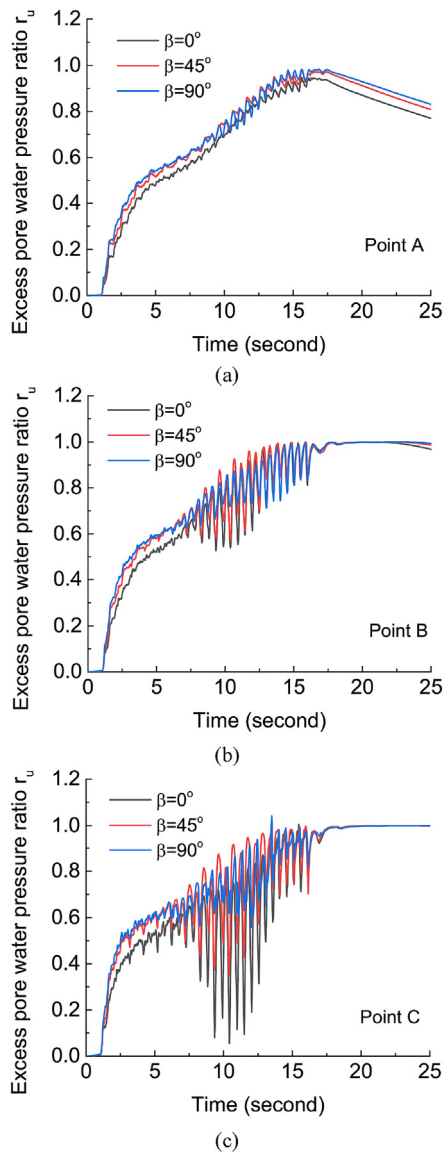 (a)
1.2
1.0
0.8
0.6
0.4
0.2
0.0
Excess pore water pressure ratio r_u
β=0°
β=45°
β=90°
Point A
0 5 10 15 20 25
Time (second)
(a)
1.2
1.0
0.8
0.6
0.4
0.2
0.0
Excess pore water pressure ratio r_u
β=0°
β=45°
β=90°
Point B
0 5 10 15 20 25
Time (second)
(b)
1.2
1.0
0.8
0.6
0.4
0.2
0.0
Excess pore water pressure ratio r_u
β=0°
β=45°
β=90°
Point C
0 5 10 15 20 25
Time (second)
(c)